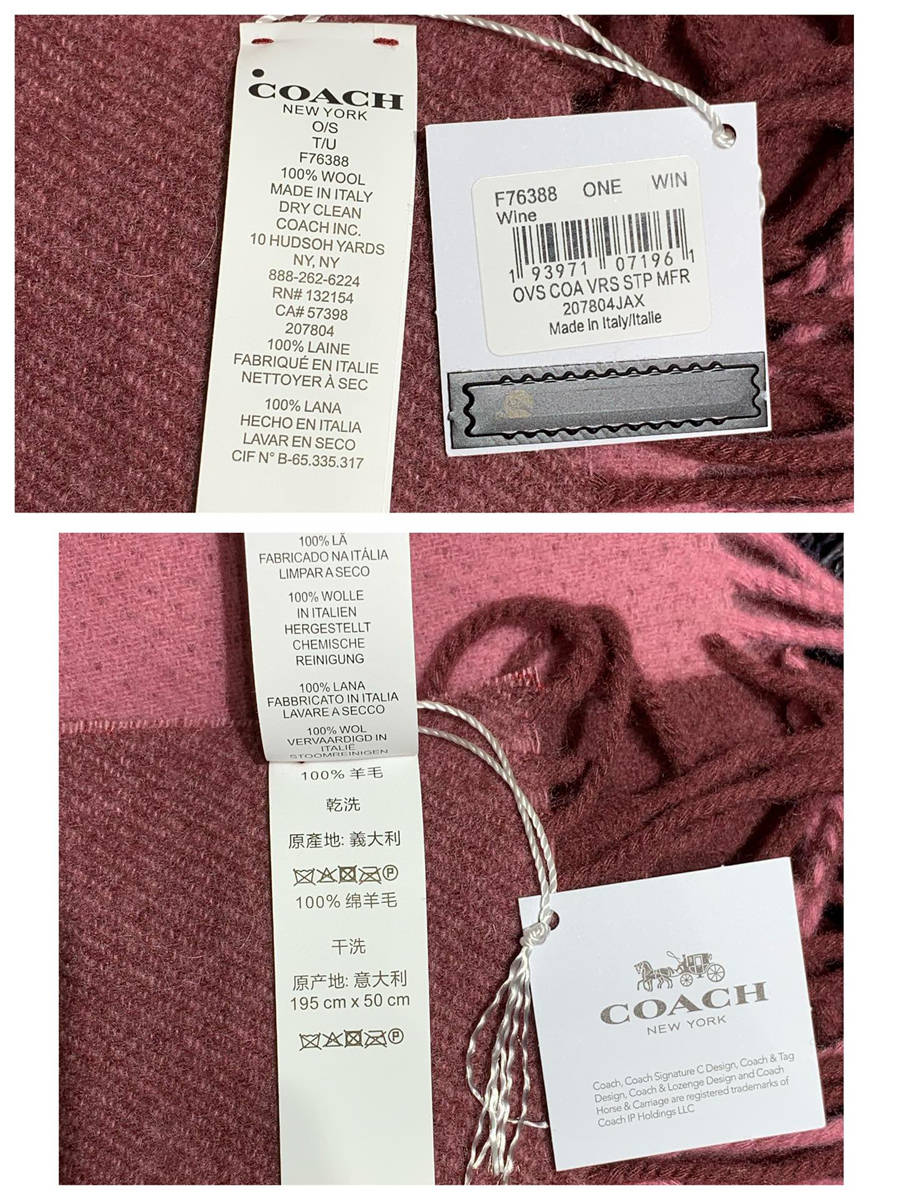 COACH
NEW YORK
O/S
T/U
F76388
100% WOOL
MADE IN ITALY
DRY CLEAN
COACH INC.
10 HUDSOH YARDS
NY, NY
888-262-6224
RN# 132154
CA# 57398
207804
100% LAINE
FABRIQUÉ EN ITALIE
NETTOYER À SEC
100% LANA
HECHO EN ITALIA
LAVAR EN SECO
CIF N° B-65.335.317
F76388 ONE WIN
Wine
1 93971 07196 1
OVS COA VRS STP MFR
207804JAX
Made In Italy/Italie
100% LÃ
FABRICADO NA ITÁLIA
LIMPAR A SECO
100% WOLLE
IN ITALIEN
HERGESTELLT
CHEMISCHE
REINIGUNG
100% LANA
FABBRICATO IN ITALIA
LAVARE A SECCO
100% WOL
VERVAARDIGD IN
ITALIË
STOOMREINIGEN
100% 羊毛
乾洗
原產地: 義大利
100% 绵羊毛
干洗
原产地: 意大利
195 cm x 50 cm
COACH
NEW YORK
Coach, Coach Signature C Design, Coach & Tag
Design, Coach & Lozenge Design and Coach
Horse & Carriage are registered trademarks of
Coach IP Holdings LLC